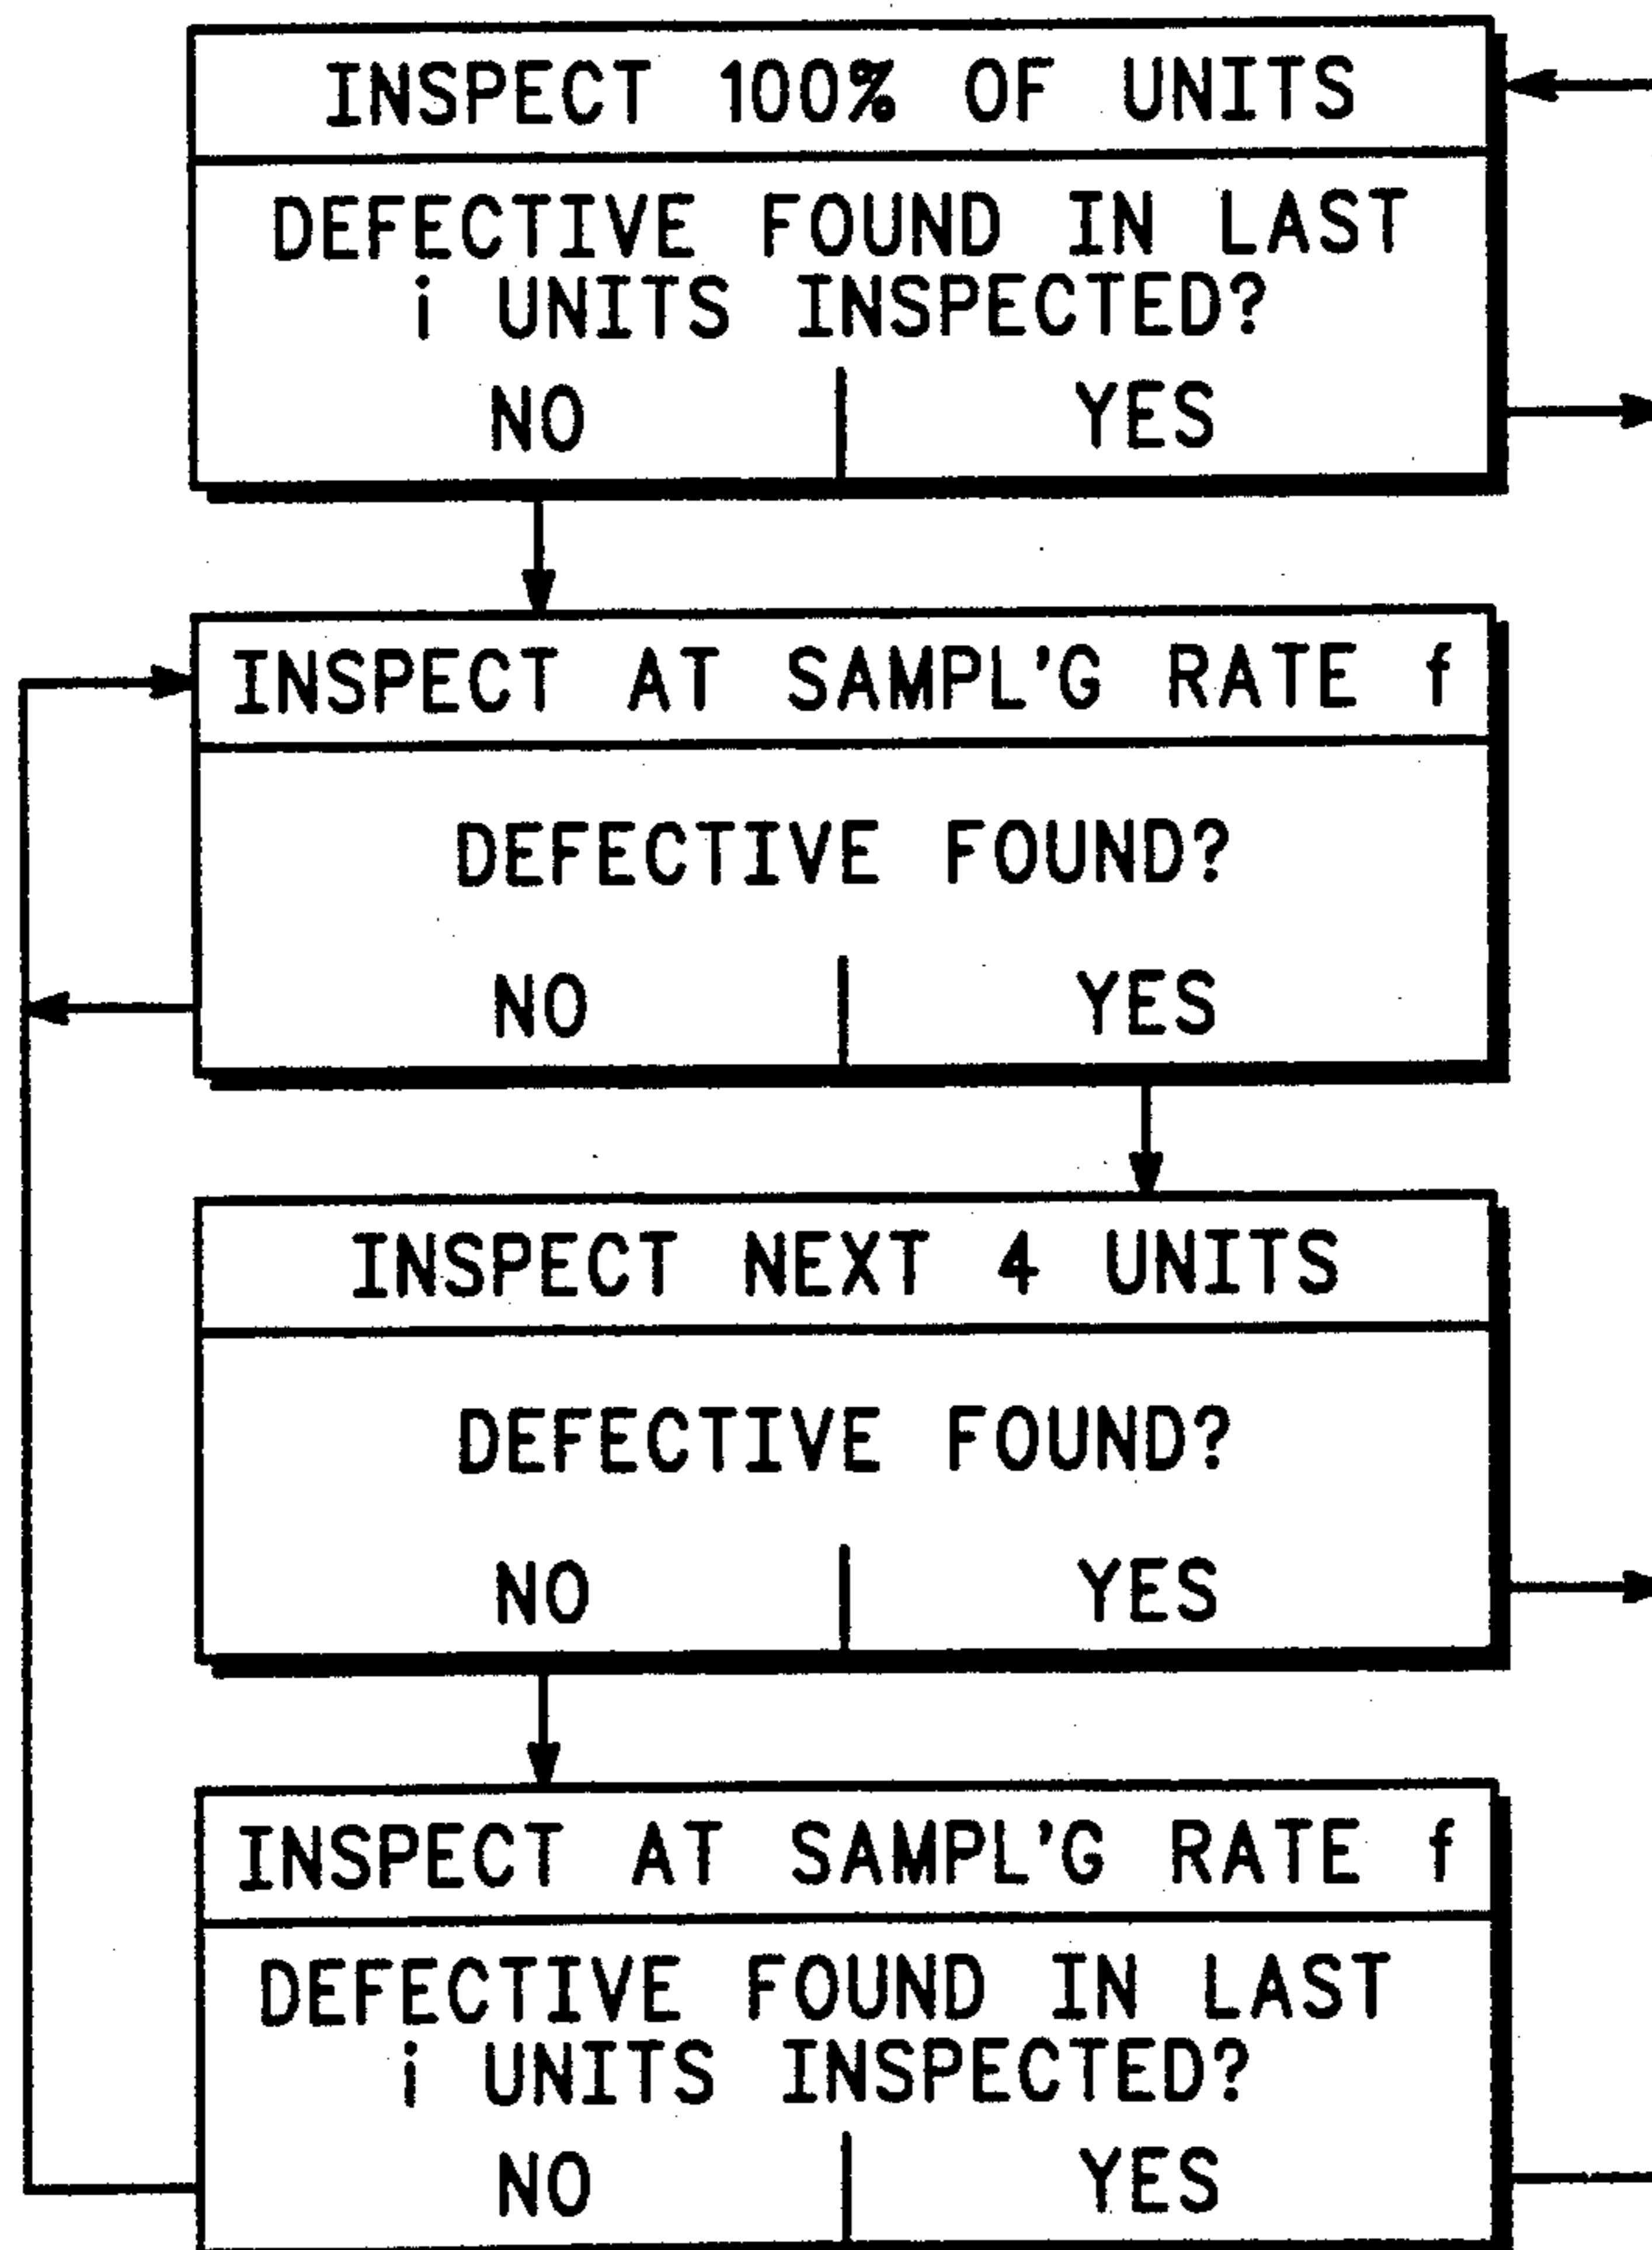 INSPECT 100% OF UNITS
DEFECTIVE FOUND IN LAST
i UNITS INSPECTED?
NO YES
INSPECT AT SAMPL'G RATE f
DEFECTIVE FOUND?
NO YES
INSPECT NEXT 4 UNITS
DEFECTIVE FOUND?
NO YES
INSPECT AT SAMPL'G RATE f
DEFECTIVE FOUND IN LAST
i UNITS INSPECTED?
NO YES